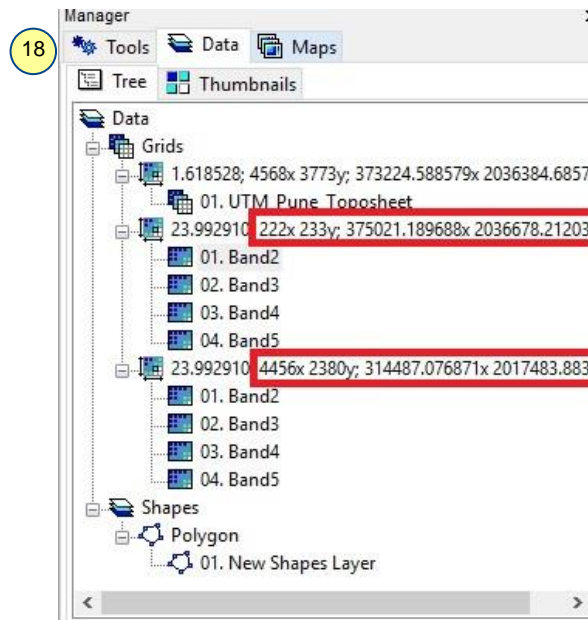 Manager
18
Tools Data Maps
Tree Thumbnails
Data
Grids
1.618528; 4568x 3773y; 373224.588579x 2036384.6857
01. UTM_Pune_Toposheet
23.992910 222x 233y; 375021.189688x 2036678.21203
01. Band2
02. Band3
03. Band4
04. Band5
23.992910 4456x 2380y; 314487.076871x 2017483.883
01. Band2
02. Band3
03. Band4
04. Band5
Shapes
Polygon
01. New Shapes Layer